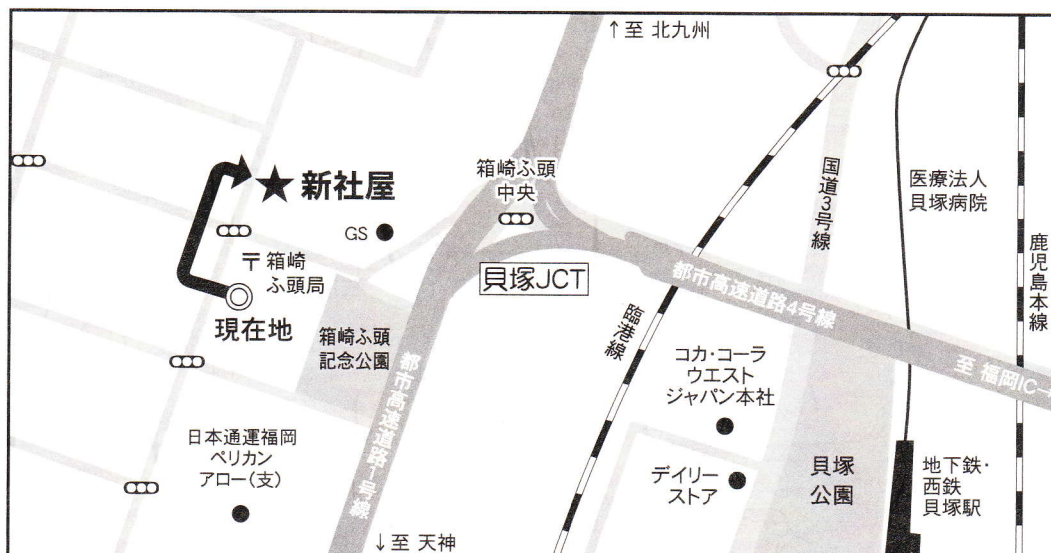 ↑至 北九州
箱崎ふ頭
中央
★新社屋
GS
〒箱崎
ふ頭局
現在地
箱崎ふ頭
記念公園
貝塚JCT
都市高速道路4号線
国道3号線
医療法人
貝塚病院
鹿児島本線
臨港線
至 福岡IC→
都市高速道路1号線
コカ・コーラ
ウエスト
ジャパン本社
日本通運福岡
ペリカン
アロー(支)
デイリー
ストア
貝塚
公園
地下鉄・
西鉄
貝塚駅
↓至 天神